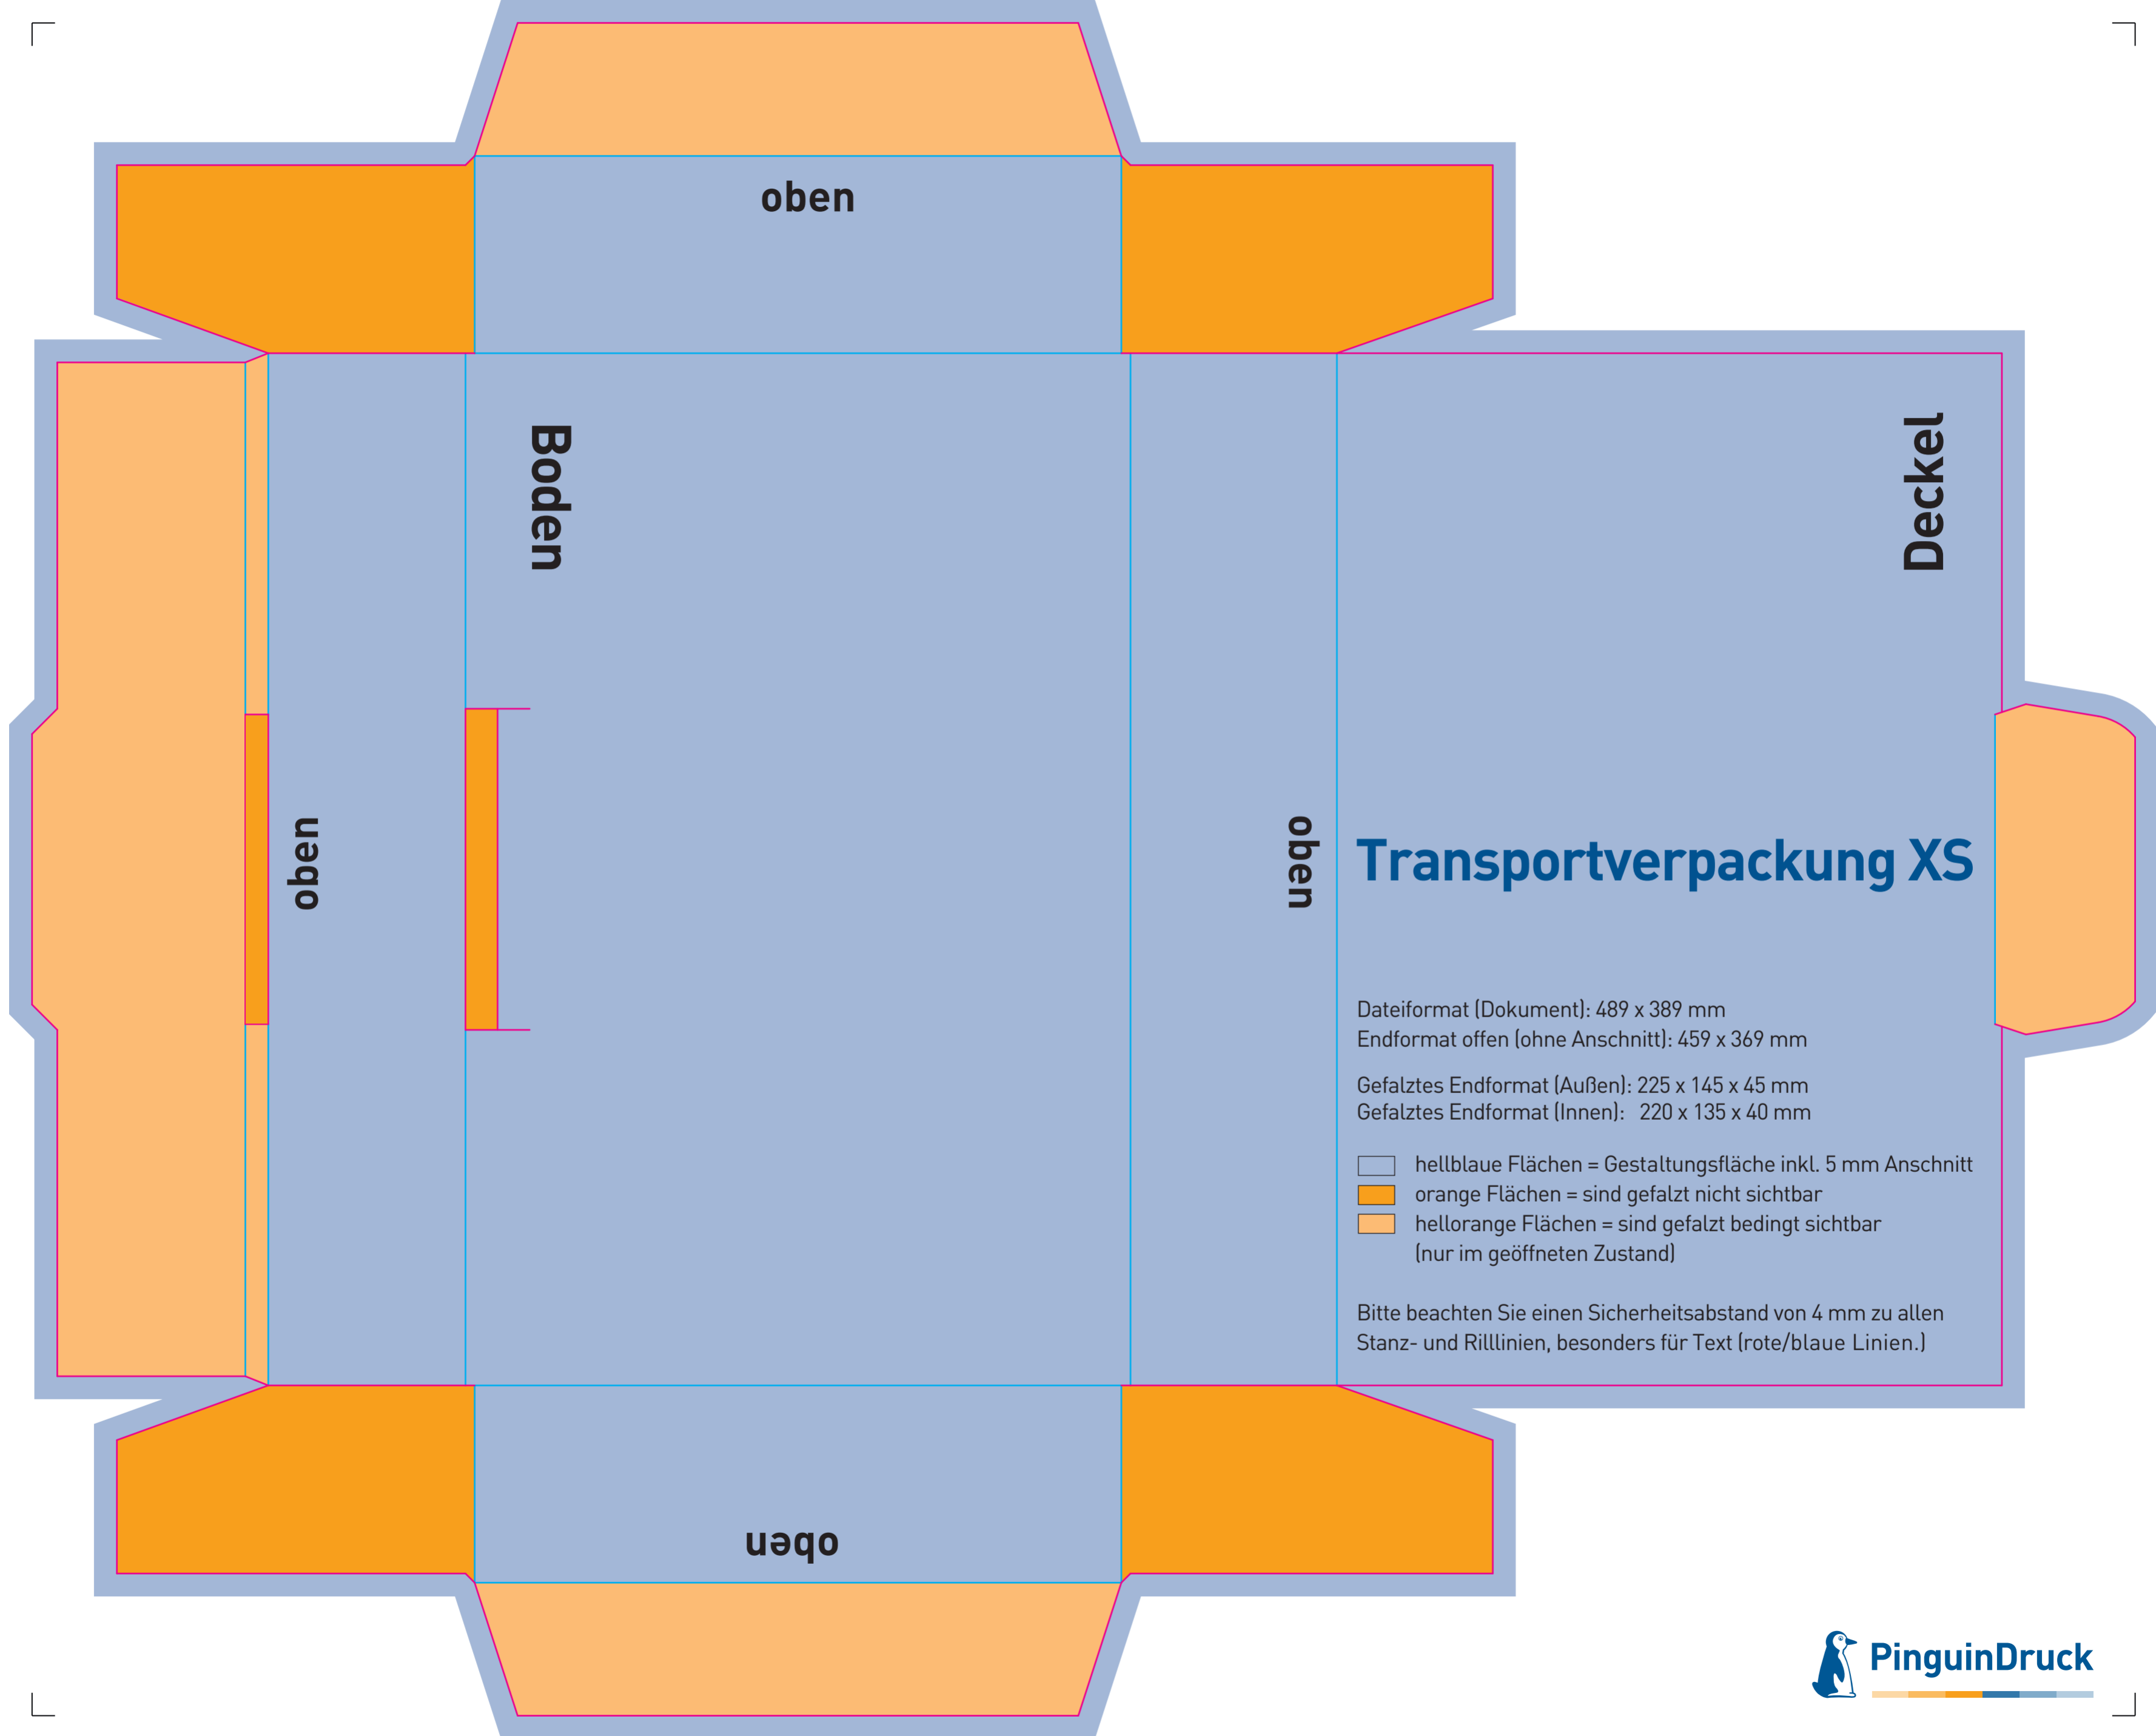 oben
Boden
Deckel
oben
oben
Transportverpackung XS
Dateiformat (Dokument): 489 x 389 mm
Endformat offen (ohne Anschnitt): 459 x 369 mm
Gefalztes Endformat (Außen): 225 x 145 x 45 mm
Gefalztes Endformat (Innen): 220 x 135 x 40 mm
hellblaue Flächen = Gestaltungsfläche inkl. 5 mm Anschnitt
orange Flächen = sind gefalzt nicht sichtbar
hellorange Flächen = sind gefalzt bedingt sichtbar
(nur im geöffneten Zustand)
Bitte beachten Sie einen Sicherheitsabstand von 4 mm zu allen
Stanz- und Rilllinien, besonders für Text (rote/blaue Linien.)
oben
PinguinDruck